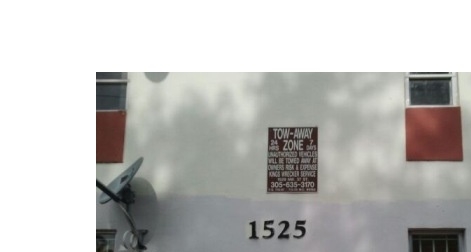 TOW-AWAY
24 HRS ZONE 7 DAYS
UNAUTHORIZED VEHICLES
WILL BE TOWED AWAY AT
OWNERS RISK & EXPENSE
KINGS WRECKER SERVICE
305-635-3170
1525